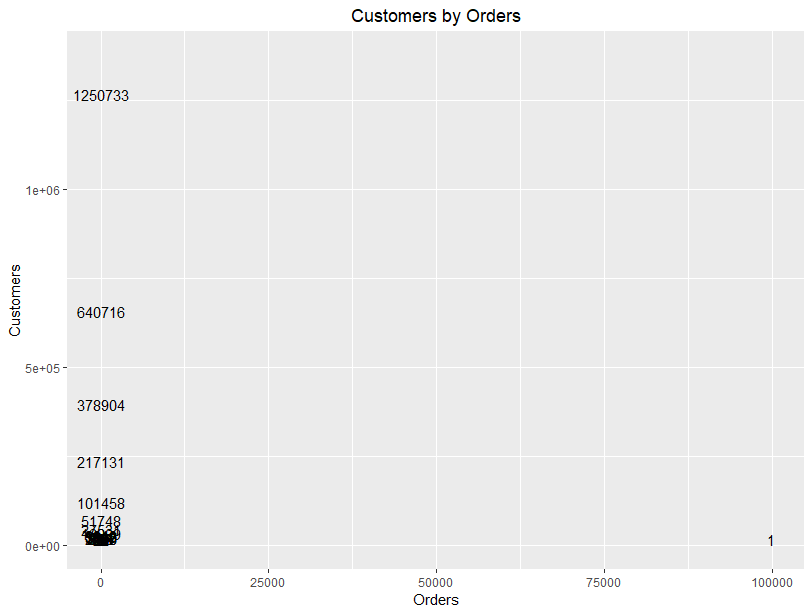 Customers by Orders
1250733
1e+06
640716
5e+05
378904
217131
101458
51748
0e+00
1
0
25000
50000
75000
100000
Orders
Customers